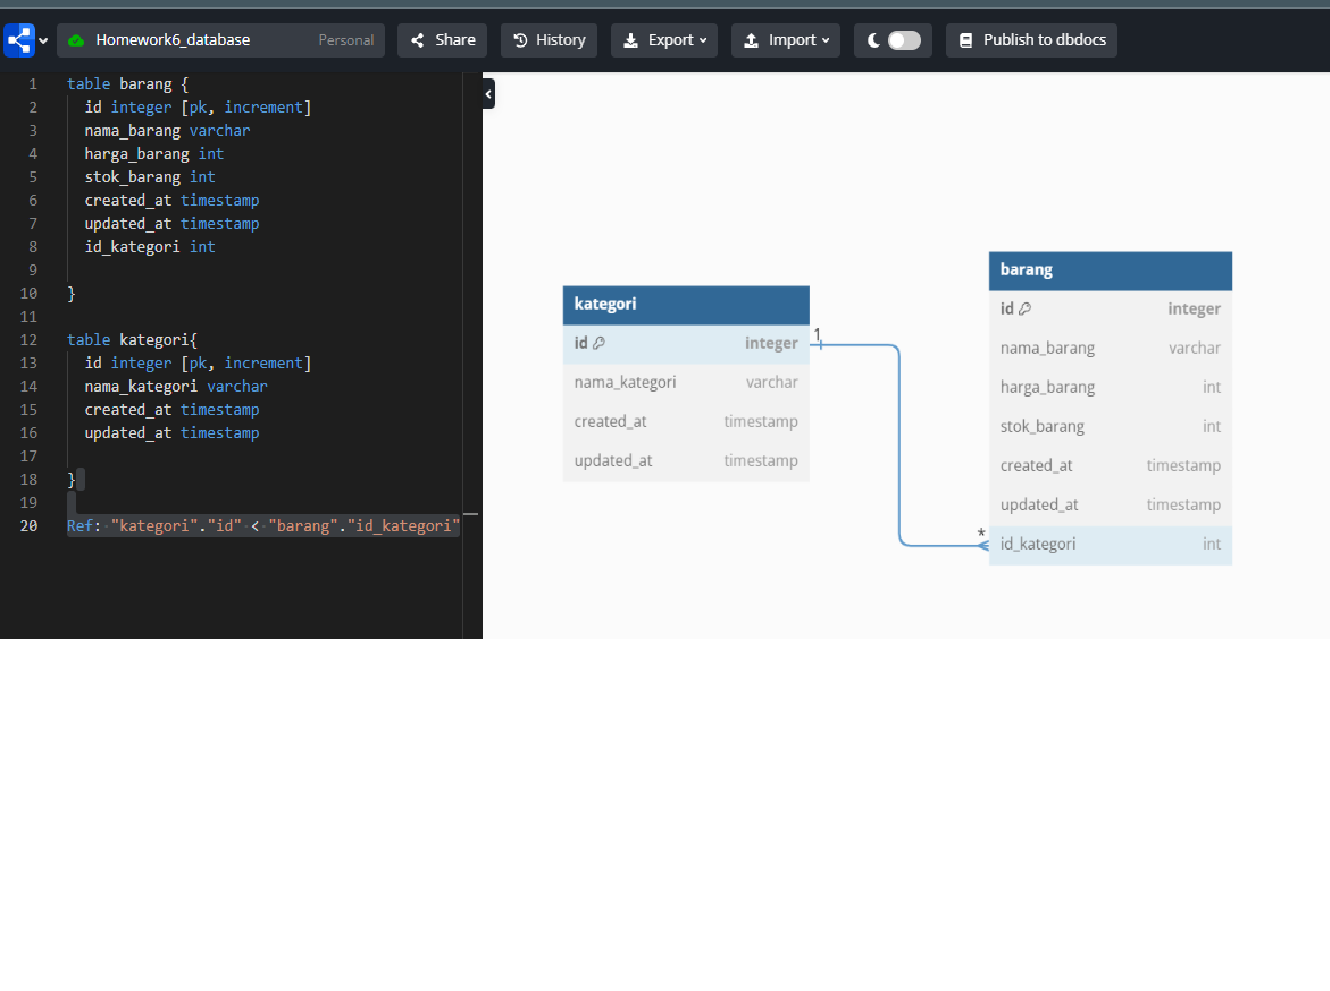 Homework6_database Personal Share History Export Import Publish to dbdocs
1 table barang {
2 id integer [pk, increment]
3 nama_barang varchar
4 harga_barang int
5 stok_barang int
6 created_at timestamp
7 updated_at timestamp
8 id_kategori int
9
10 }
11
12 table kategori{
13 id integer [pk, increment]
14 nama_kategori varchar
15 created_at timestamp
16 updated_at timestamp
17
18 }
19
20 Ref: "kategori"."id" < "barang"."id_kategori"
kategori
id integer
nama_kategori varchar
created_at timestamp
updated_at timestamp
1
*
barang
id integer
nama_barang varchar
harga_barang int
stok_barang int
created_at timestamp
updated_at timestamp
id_kategori int